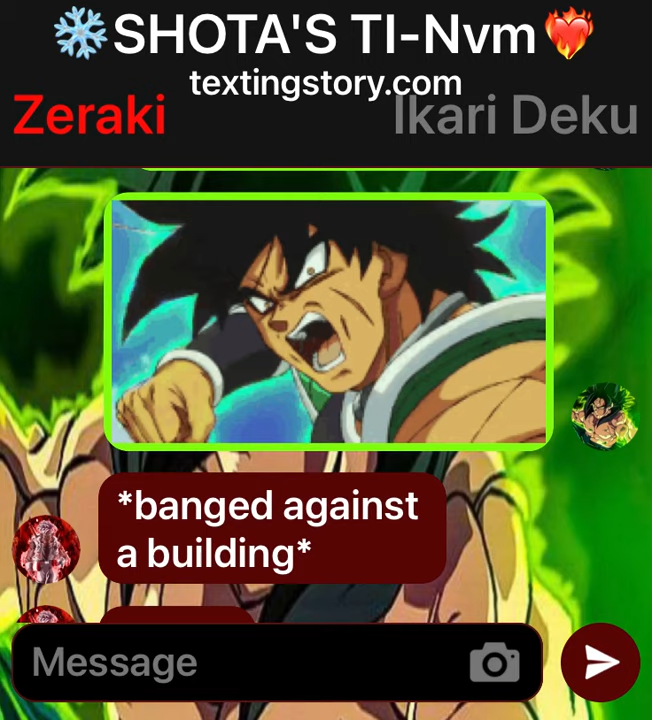 ❄️SHOTA'S TI-Nvm❤️‍🔥
textingstory.com
Zeraki
Ikari Deku
*banged against
a building*
Message